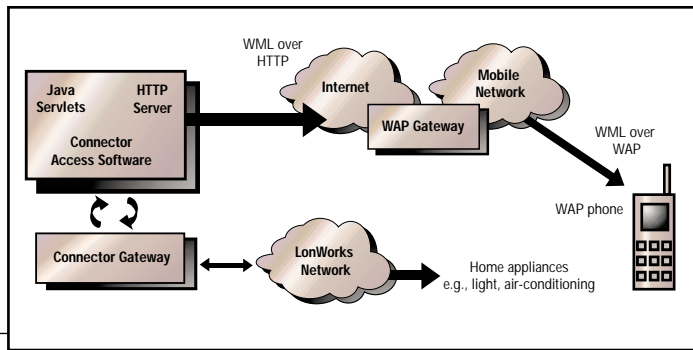 WML over
HTTP
Java
Servlets
HTTP
Server
Connector
Access Software
Internet
Mobile
Network
WAP Gateway
WML over
WAP
WAP phone
Connector Gateway
LonWorks
Network
Home appliances
e.g., light, air-conditioning